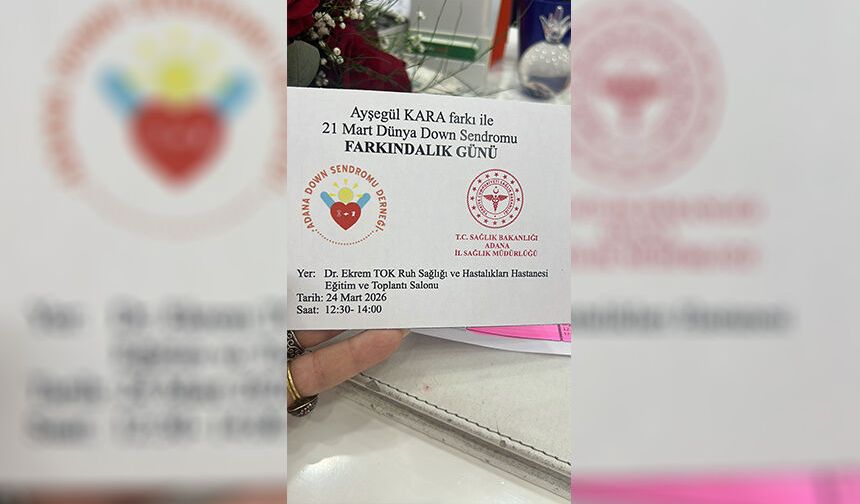 Ayşegül KARA farkı ile
21 Mart Dünya Down Sendromu
FARKINDALIK GÜNÜ
ADANA DOWN SENDROMU DERNEĞİ
+1
T.C. SAĞLIK BAKANLIĞI
ADANA
İL SAĞLIK MÜDÜRLÜĞÜ
Yer: Dr. Ekrem TOK Ruh Sağlığı ve Hastalıkları Hastanesi
Eğitim ve Toplantı Salonu
Tarih: 24 Mart 2026
Saat: 12:30- 14:00